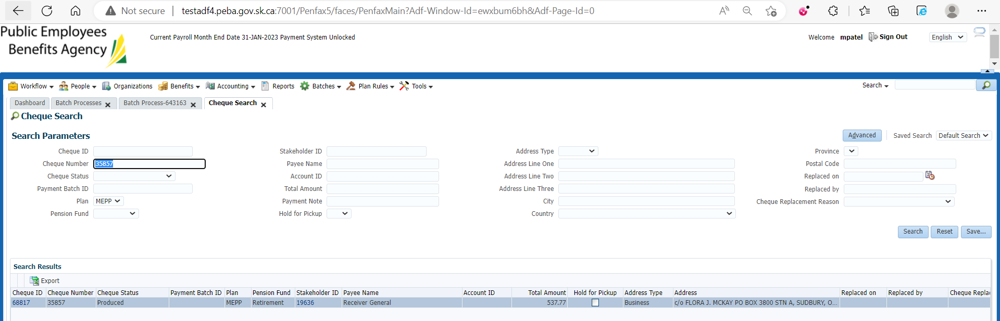 Not secure | testadf4.peba.gov.sk.ca:7001/Penfax5/faces/PenfaxMain?Adf-Window-Id=ewxbum6bh&Adf-Page-Id=0
Public Employees
Benefits Agency
Current Payroll Month End Date 31-JAN-2023 Payment System Unlocked
Welcome mpatel Sign Out English
Workflow People Organizations Benefits Accounting Reports Batches Plan Rules Tools Search
Dashboard Batch Processes Batch Process-643163 Cheque Search
Cheque Search
Search Parameters Advanced Saved Search Default Search
Cheque ID Stakeholder ID Address Type Province
Cheque Number 35857 Payee Name Address Line One Postal Code
Cheque Status Account ID Address Line Two Replaced on
Payment Batch ID Total Amount Address Line Three Replaced by
Plan MEPP Payment Note City Cheque Replacement Reason
Pension Fund Hold for Pickup Country
Search Reset Save...
Search Results
Export
Cheque ID Cheque Number Cheque Status Payment Batch ID Plan Pension Fund Stakeholder ID Payee Name Account ID Total Amount Hold for Pickup Address Type Address Replaced on Replaced by Cheque Replac
68817 35857 Produced MEPP Retirement 19636 Receiver General 537.77 Business c/o FLORA J. MCKAY PO BOX 3800 STN A, SUDBURY, O...